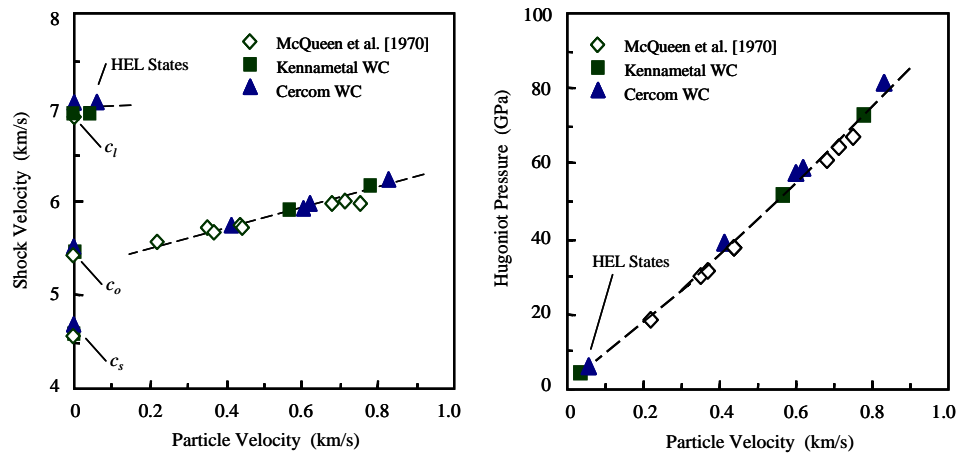 8
7
6
5
4
Shock Velocity (km/s)
HEL States
McQueen et al. [1970]
Kennametal WC
Cercom WC
cl
co
cs
0
0.2
0.4
0.6
0.8
1.0
Particle Velocity (km/s)
100
80
60
40
20
0
Hugoniot Pressure (GPa)
McQueen et al. [1970]
Kennametal WC
Cercom WC
HEL States
0
0.2
0.4
0.6
0.8
1.0
Particle Velocity (km/s)